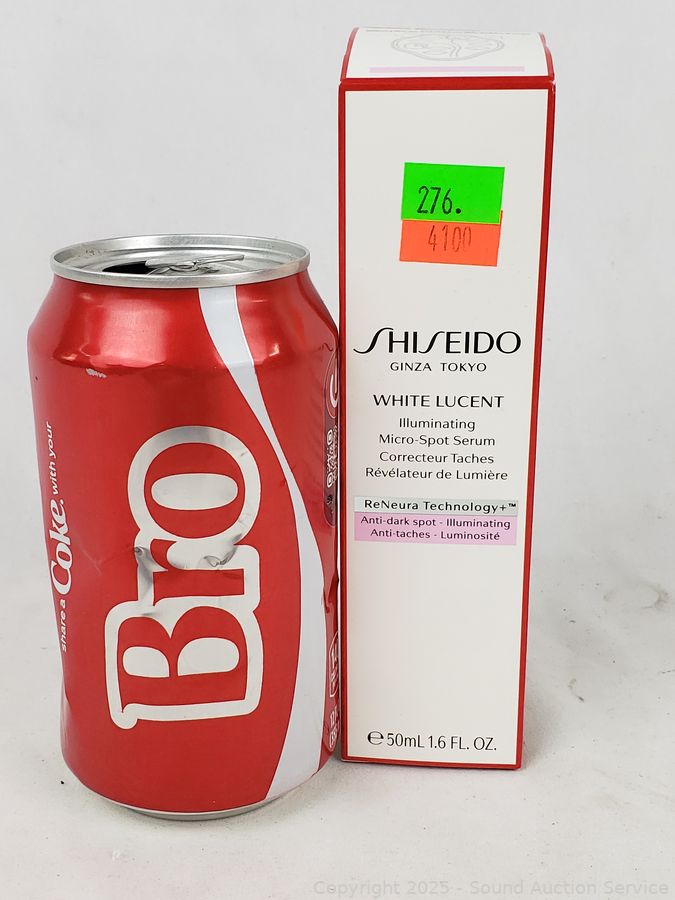 share a Coke with your
Bro
276.
4100
SHISEIDO
GINZA TOKYO
WHITE LUCENT
Illuminating
Micro-Spot Serum
Correcteur Taches
Révélateur de Lumière
ReNeura Technology+™
Anti-dark spot - Illuminating
Anti-taches - Luminosité
℮ 50mL 1.6 FL. OZ.
Copyright 2025 - Sound Auction Service